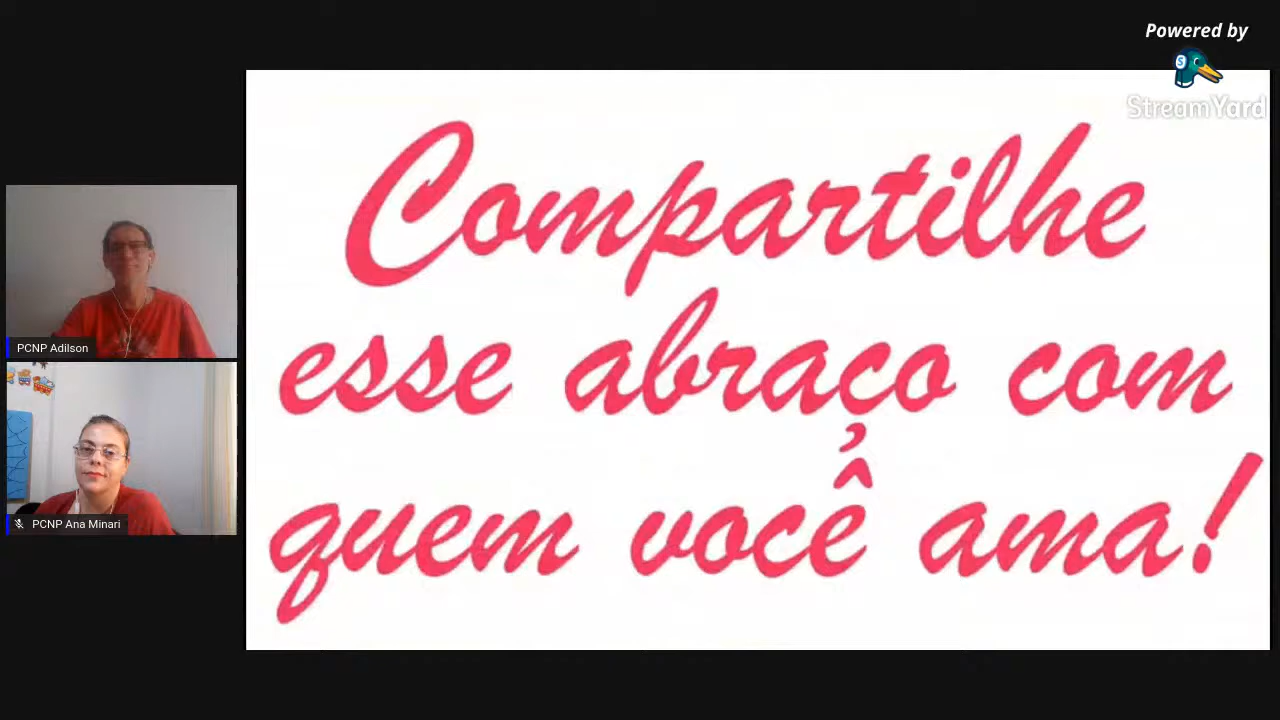 Powered by
StreamYard
Compartilhe
esse abraço com
quem você ama!
PCNP Adilson
PCNP Ana Minari